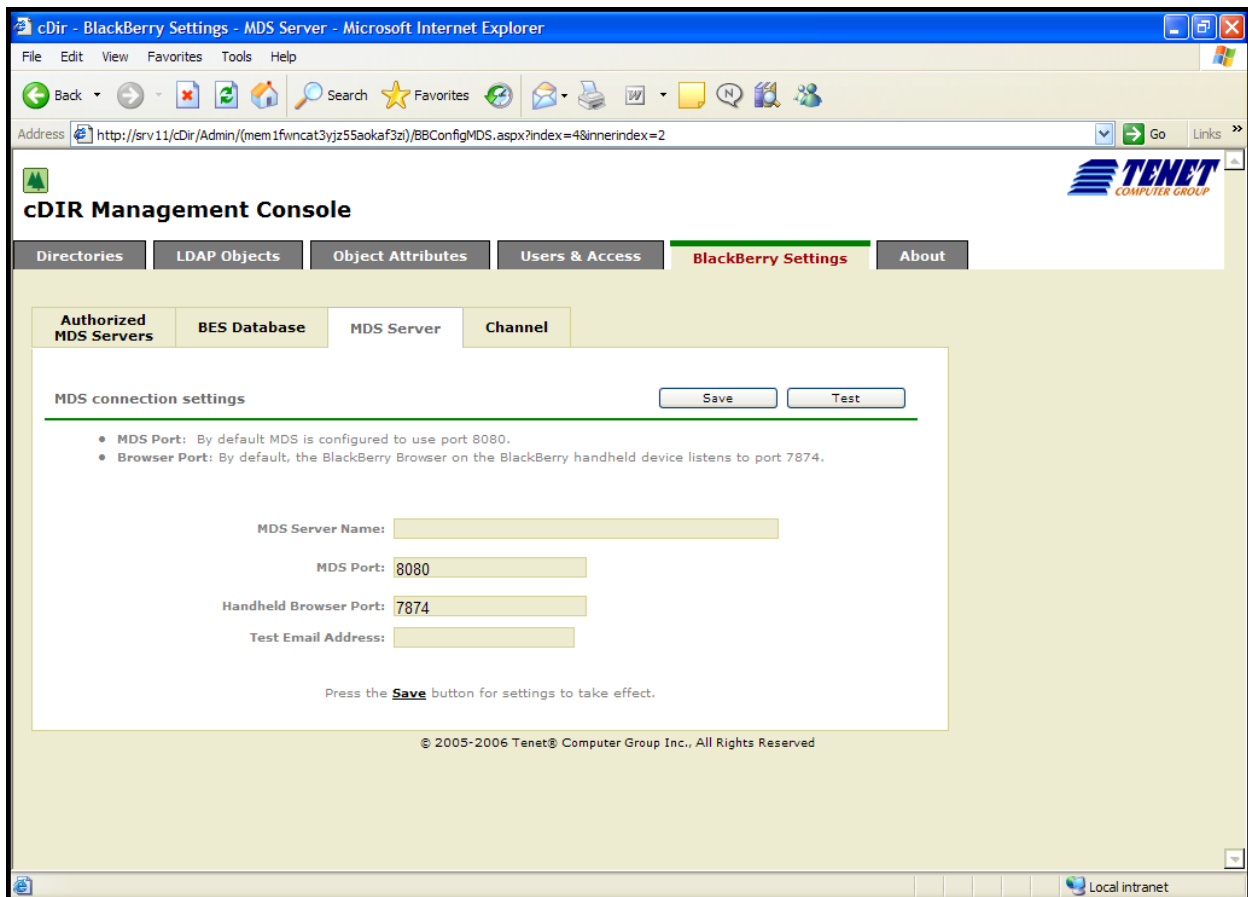 cDir - BlackBerry Settings - MDS Server - Microsoft Internet Explorer
File Edit View Favorites Tools Help
Back Search Favorites
Address http://srv11/cDir/Admin/(mem1fwncat3yjz55aokaf3zi)/BBConfigMDS.aspx?index=4&innerindex=2 Go Links »
TENET
COMPUTER GROUP
cDIR Management Console
Directories LDAP Objects Object Attributes Users & Access BlackBerry Settings About
Authorized
MDS Servers BES Database MDS Server Channel
MDS connection settings Save Test
• MDS Port: By default MDS is configured to use port 8080.
• Browser Port: By default, the BlackBerry Browser on the BlackBerry handheld device listens to port 7874.
MDS Server Name:
MDS Port: 8080
Handheld Browser Port: 7874
Test Email Address:
Press the Save button for settings to take effect.
© 2005-2006 Tenet® Computer Group Inc., All Rights Reserved
Local intranet